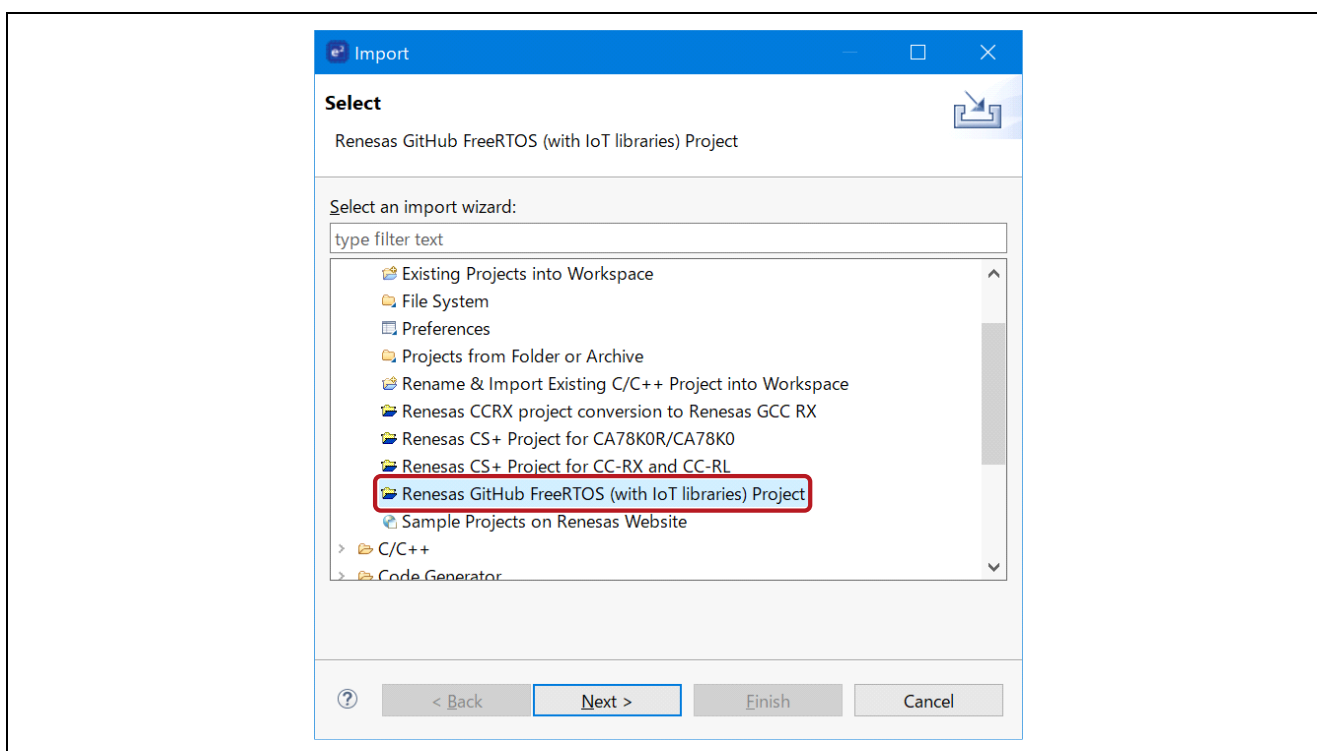 e² Import
Select
Renesas GitHub FreeRTOS (with IoT libraries) Project
Select an import wizard:
type filter text
Existing Projects into Workspace
File System
Preferences
Projects from Folder or Archive
Rename & Import Existing C/C++ Project into Workspace
Renesas CCRX project conversion to Renesas GCC RX
Renesas CS+ Project for CA78K0R/CA78K0
Renesas CS+ Project for CC-RX and CC-RL
Renesas GitHub FreeRTOS (with IoT libraries) Project
Sample Projects on Renesas Website
> C/C++
> Code Generator
? < Back Next > Finish Cancel